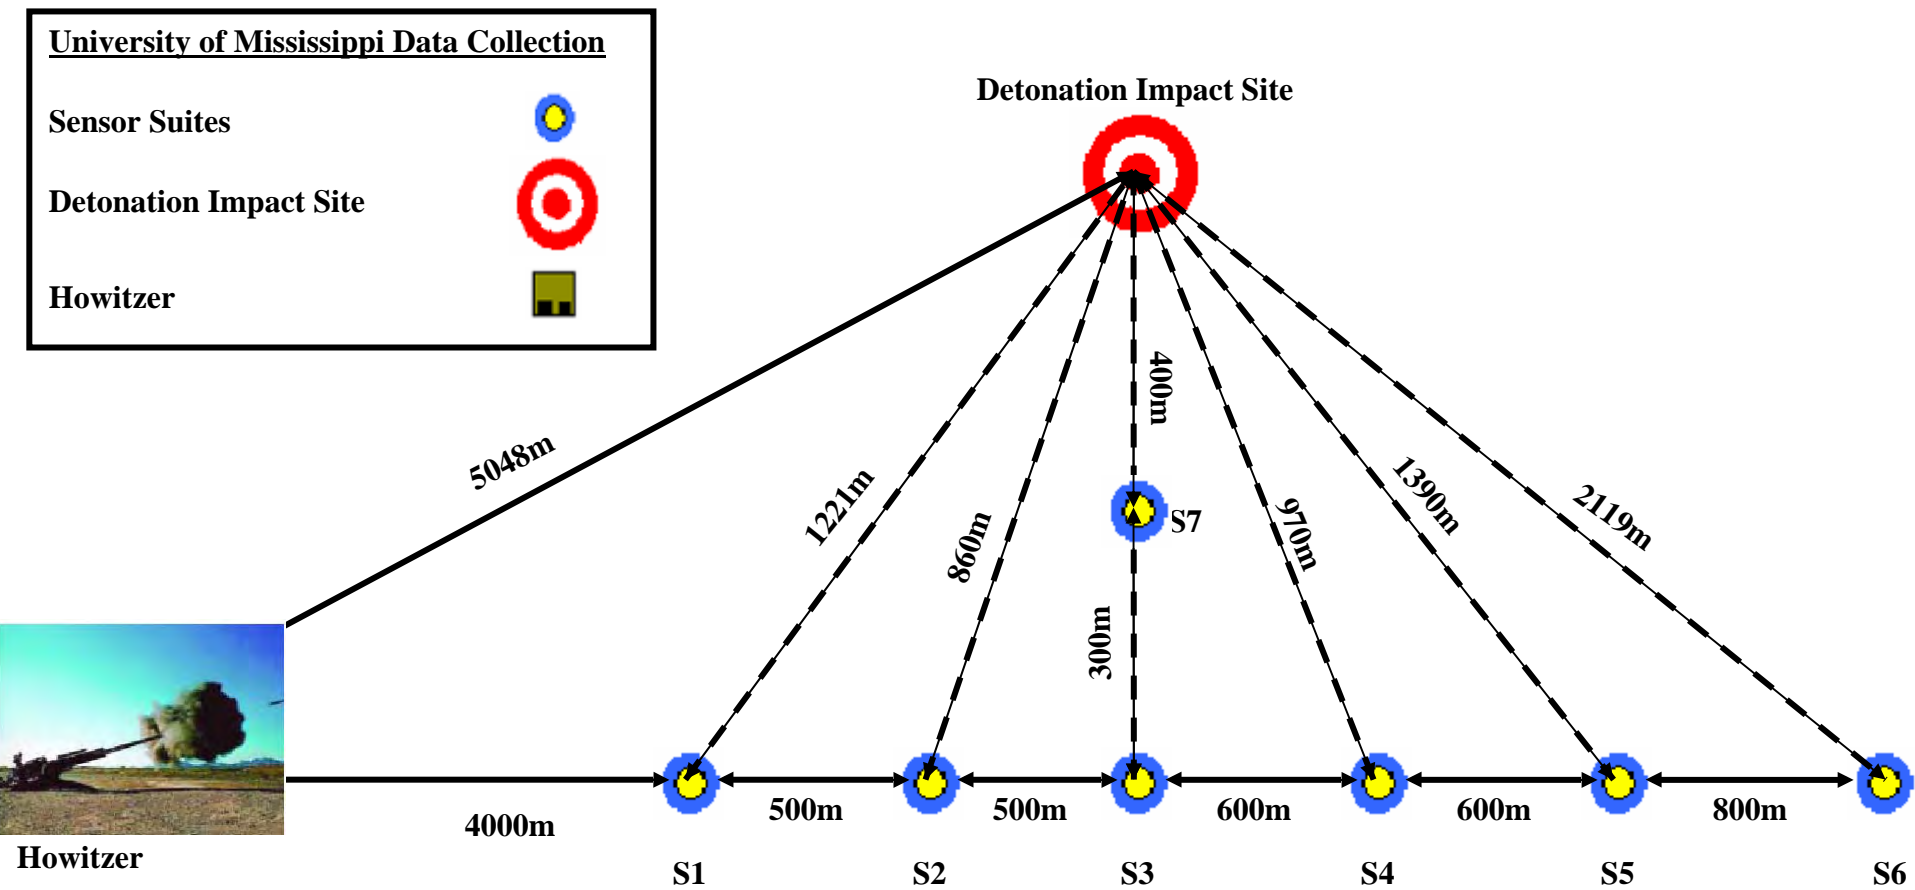 University of Mississippi Data Collection
Sensor Suites
Detonation Impact Site
Howitzer
Detonation Impact Site
5048m
1221m
860m
400m
S7
300m
970m
1390m
2119m
4000m
500m
500m
600m
600m
800m
Howitzer
S1
S2
S3
S4
S5
S6